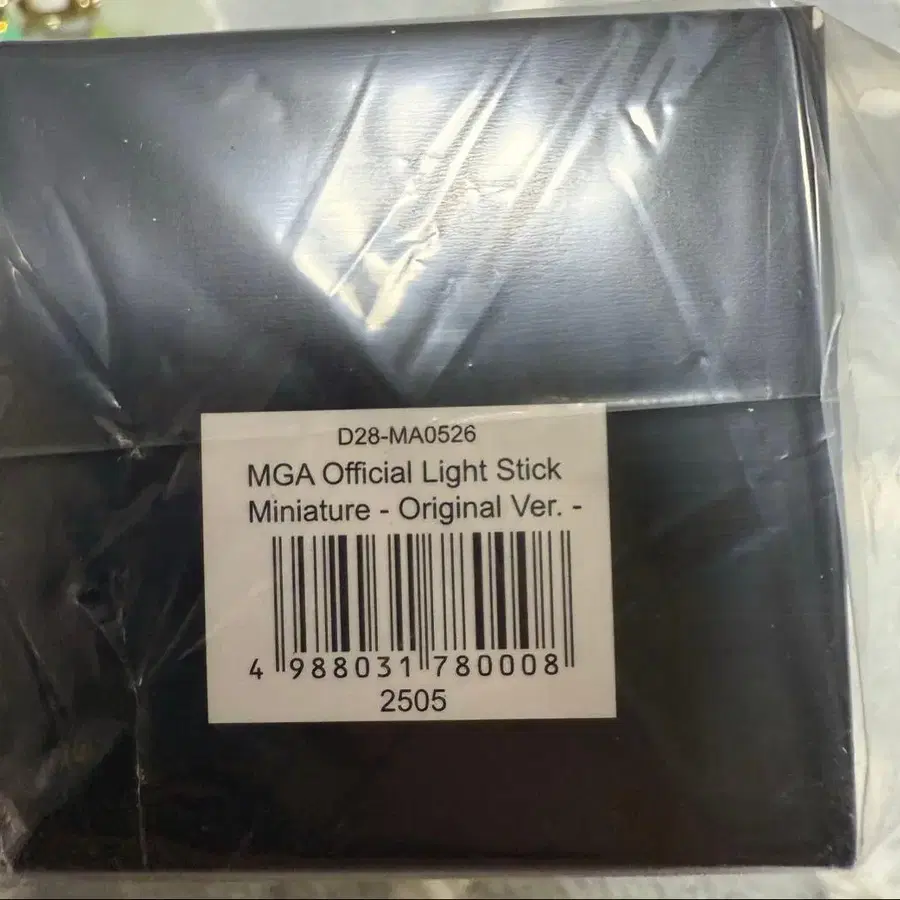 D28-MA0526
MGA Official Light Stick
Miniature - Original Ver. -
4 988031 780008
2505